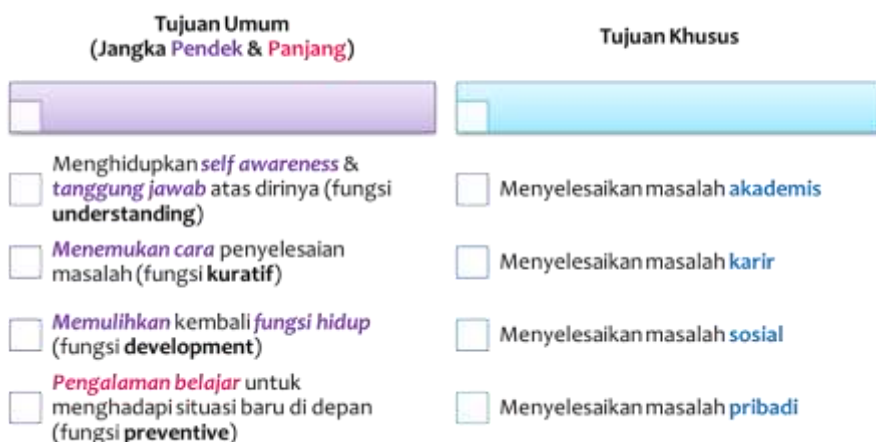 Tujuan Umum
(Jangka Pendek & Panjang)
Menghidupkan self awareness &
tanggung jawab atas dirinya (fungsi
understanding)
Menemukan cara penyelesaian
masalah (fungsi kuratif)
Memulihkan kembali fungsi hidup
(fungsi development)
Pengalaman belajar untuk
menghadapi situasi baru di depan
(fungsi preventive)
Tujuan Khusus
Menyelesaikan masalah akademis
Menyelesaikan masalah karir
Menyelesaikan masalah sosial
Menyelesaikan masalah pribadi